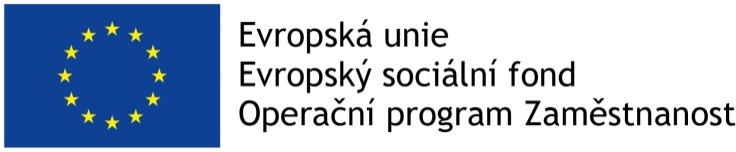 Evropská unie
Evropský sociální fond
Operační program Zaměstnanost